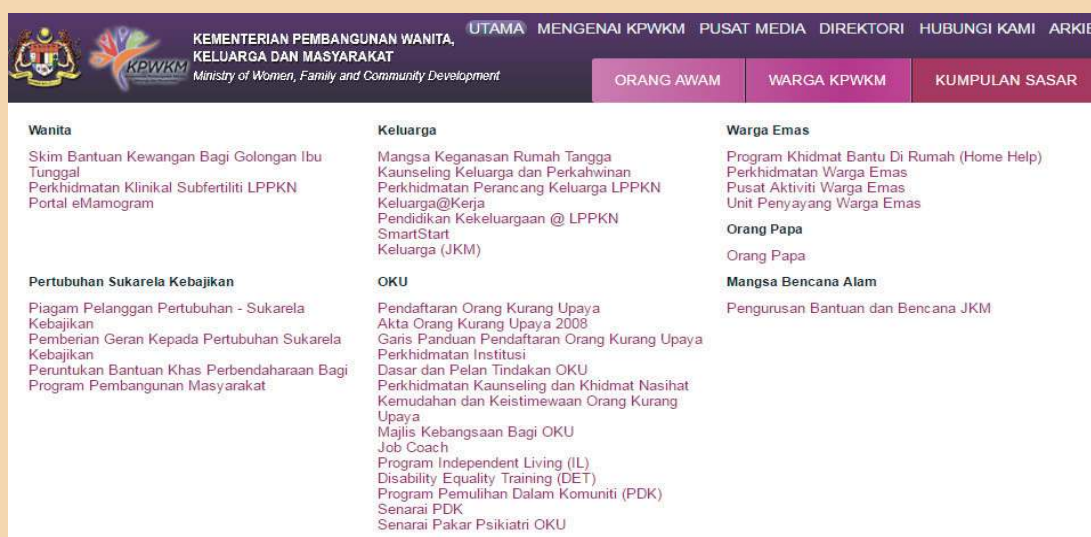 KPWKM
KEMENTERIAN PEMBANGUNAN WANITA,
KELUARGA DAN MASYARAKAT
Ministry of Women, Family and Community Development
UTAMA MENGENAI KPWKM PUSAT MEDIA DIREKTORI HUBUNGI KAMI ARKIB
ORANG AWAM WARGA KPWKM KUMPULAN SASAR
Wanita
Skim Bantuan Kewangan Bagi Golongan Ibu
Tunggal
Perkhidmatan Klinikal Subfertiliti LPPKN
Portal eMamogram
Keluarga
Mangsa Keganasan Rumah Tangga
Kaunseling Keluarga dan Perkahwinan
Perkhidmatan Perancang Keluarga LPPKN
Keluarga@Kerja
Pendidikan Kekeluargaan @ LPPKN
SmartStart
Keluarga (JKM)
Warga Emas
Program Khidmat Bantu Di Rumah (Home Help)
Perkhidmatan Warga Emas
Pusat Aktiviti Warga Emas
Unit Penyayang Warga Emas
Orang Papa
Orang Papa
Pertubuhan Sukarela Kebajikan
Piagam Pelanggan Pertubuhan - Sukarela
Kebajikan
Pemberian Geran Kepada Pertubuhan Sukarela
Kebajikan
Peruntukan Bantuan Khas Perbendaharaan Bagi
Program Pembangunan Masyarakat
OKU
Pendaftaran Orang Kurang Upaya
Akta Orang Kurang Upaya 2008
Garis Panduan Pendaftaran Orang Kurang Upaya
Perkhidmatan Institusi
Dasar dan Pelan Tindakan OKU
Perkhidmatan Kaunseling dan Khidmat Nasihat
Kemudahan dan Keistimewaan Orang Kurang
Upaya
Majlis Kebangsaan Bagi OKU
Job Coach
Program Independent Living (IL)
Disability Equality Training (DET)
Program Pemulihan Dalam Komuniti (PDK)
Senarai PDK
Senarai Pakar Psikiatri OKU
Mangsa Bencana Alam
Pengurusan Bantuan dan Bencana JKM